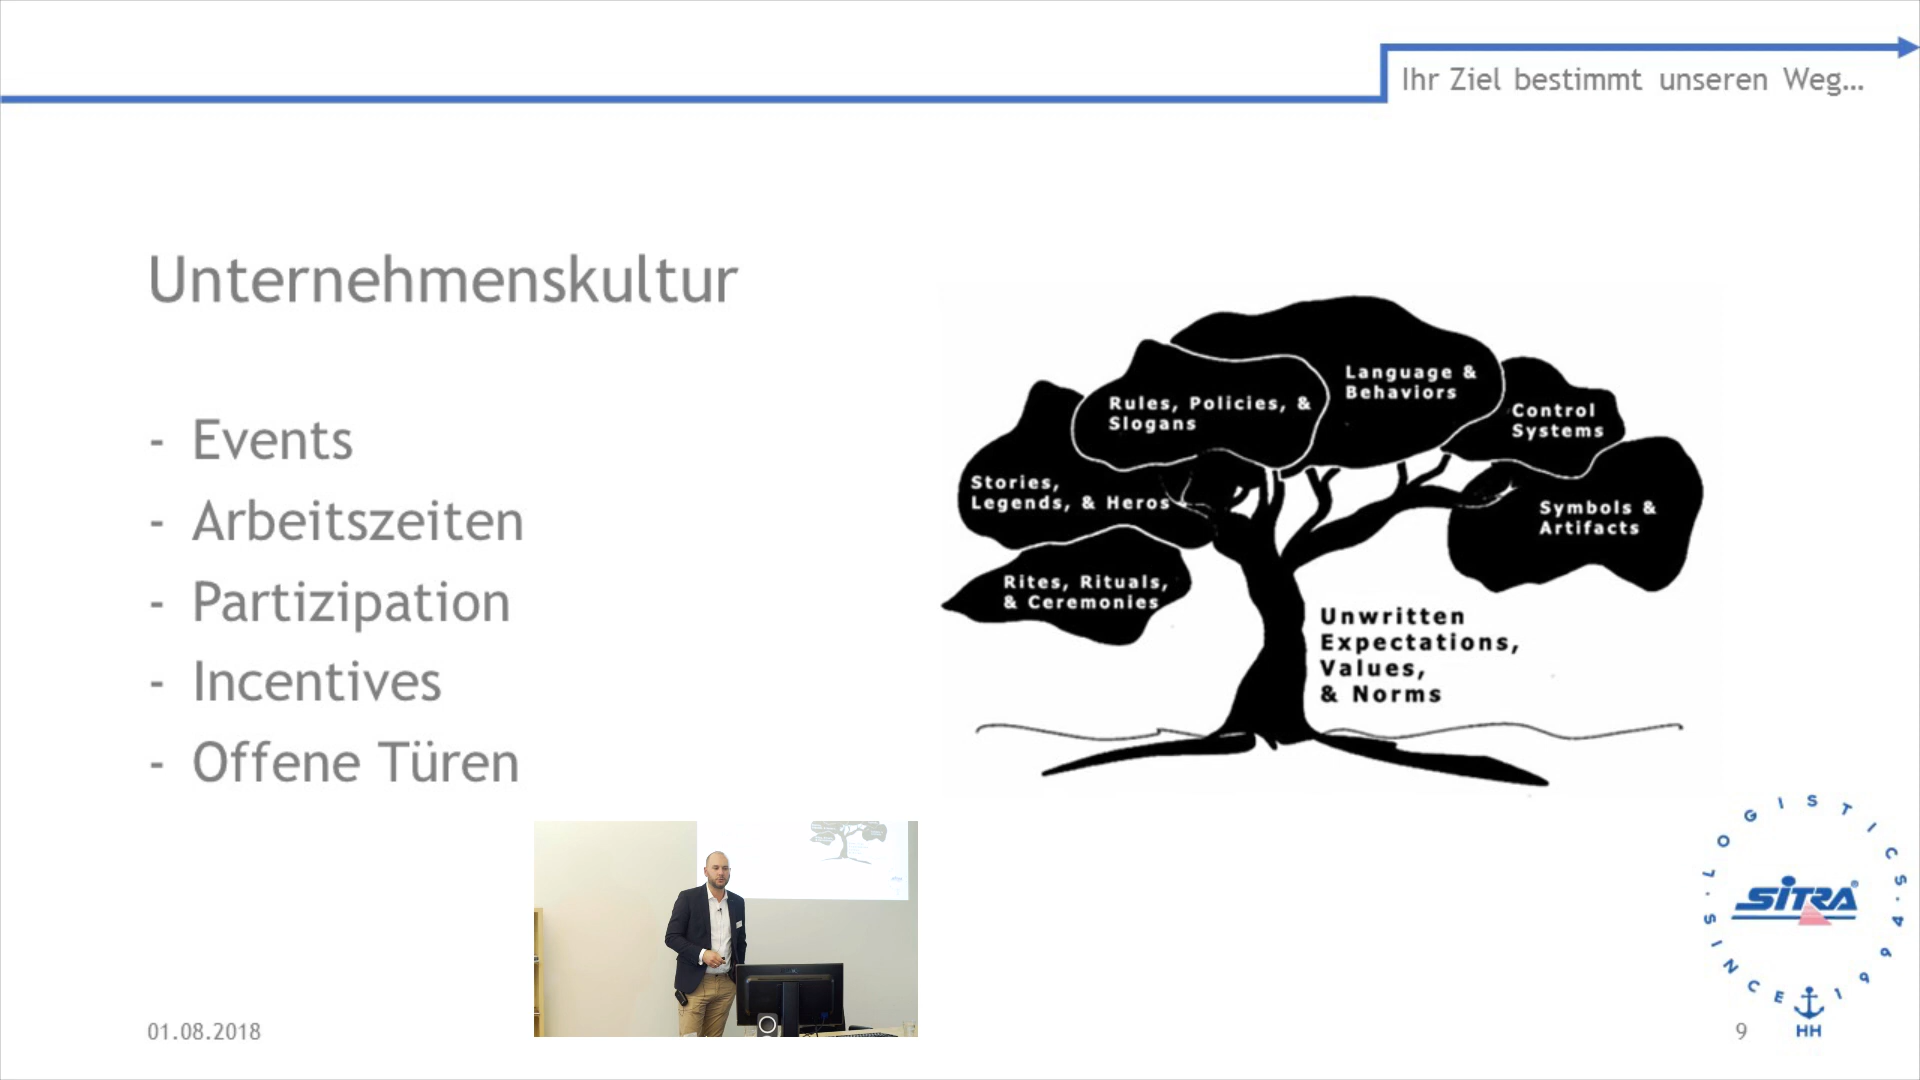 Ihr Ziel bestimmt unseren Weg...
Unternehmenskultur
- Events
- Arbeitszeiten
- Partizipation
- Incentives
- Offene Türen
Language &
Behaviors
Rules, Policies, &
Slogans
Control
Systems
Stories,
Legends, & Heros
Symbols &
Artifacts
Rites, Rituals,
& Ceremonies
Unwritten
Expectations,
Values,
& Norms
LOGISTICS · SINCE 1994 ·
SITRA®
HH
01.08.2018
9